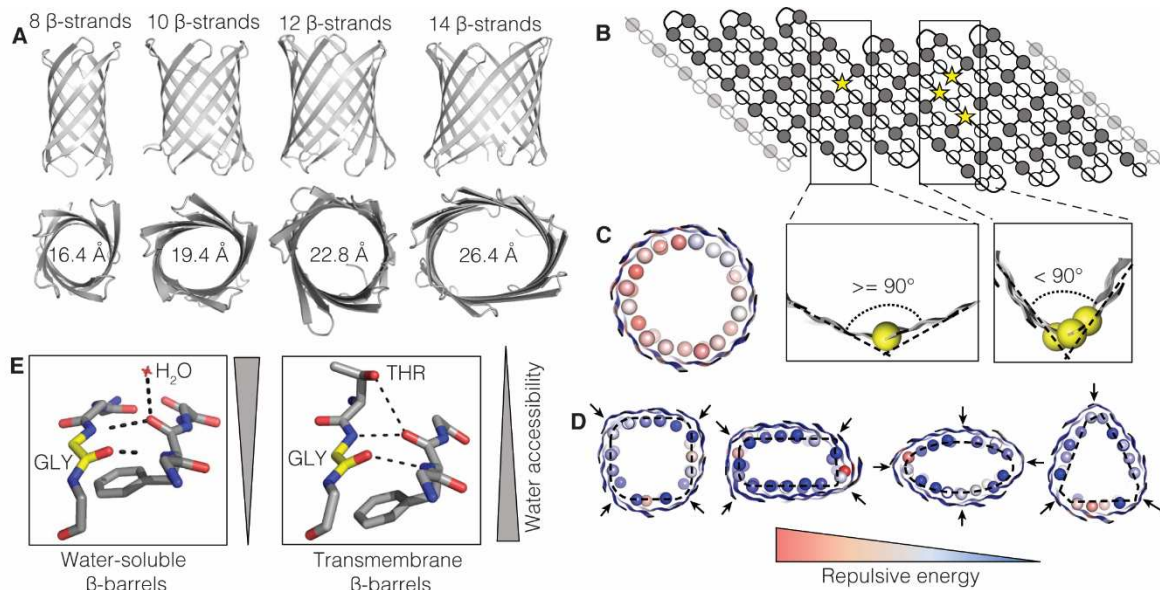 A
8 β-strands
10 β-strands
12 β-strands
14 β-strands
16.4 Å
19.4 Å
22.8 Å
26.4 Å
B
>= 90°
< 90°
C
D
Repulsive energy
E
H₂O
GLY
Water-soluble
β-barrels
THR
GLY
Transmembrane
β-barrels
Water accessibility